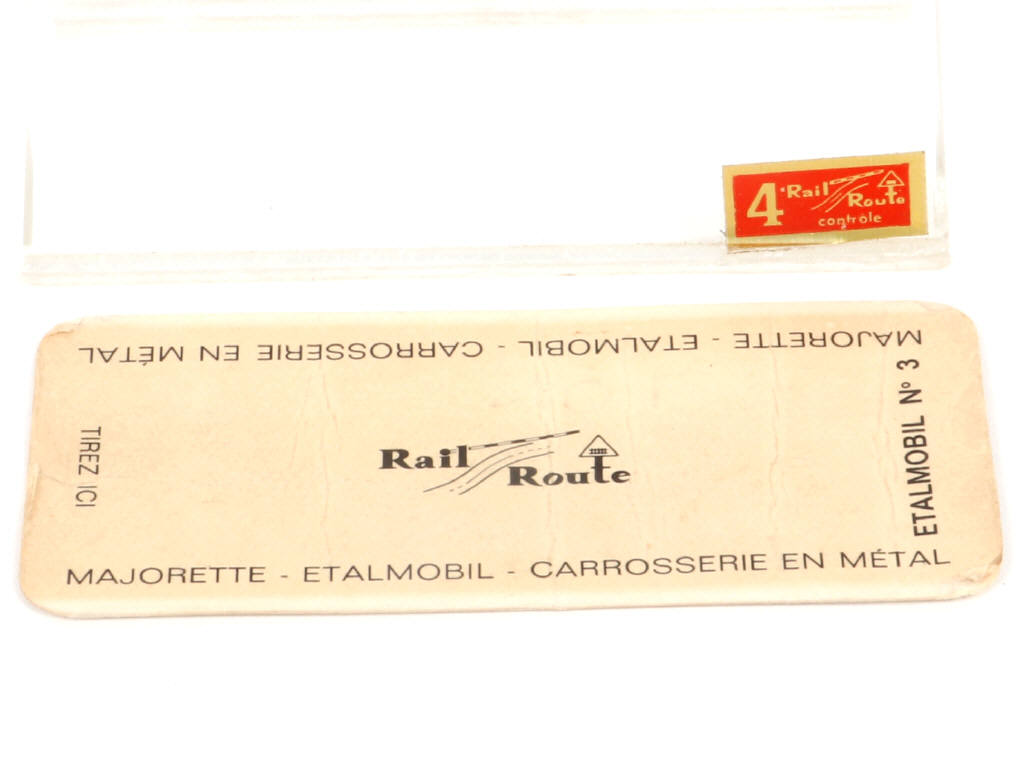 4 Rail
Route
contrôle
MAJORETTE - ETALMOBIL - CARROSSERIE EN MÉTAL
TIREZ ICI
Rail
Route
ETALMOBIL N° 3
MAJORETTE - ETALMOBIL - CARROSSERIE EN MÉTAL